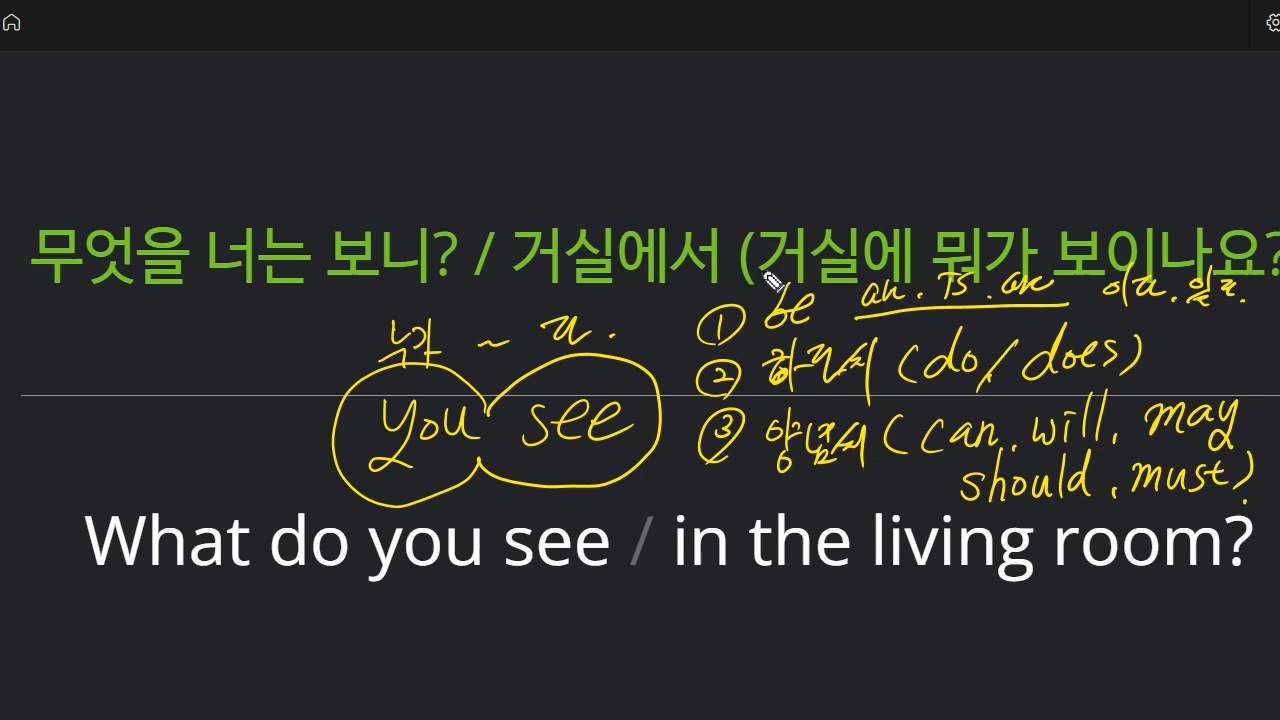 무엇을 너는 보니? / 거실에서 (거실에 뭐가 보이나요?
누가 ~ 다.
① be am. is. are 이다. 있다.
② 하다씨 (do/does)
③ 양념씨 (can. will. may
should. must)
you see
What do you see / in the living room?